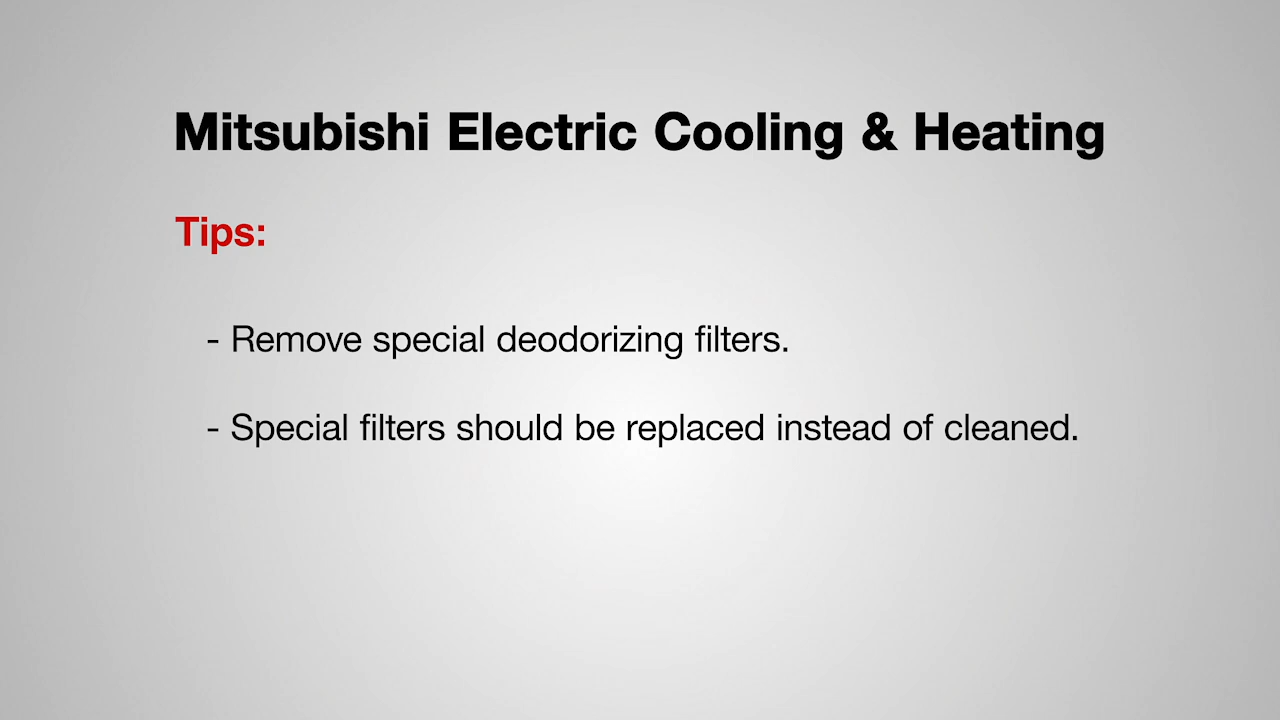 Mitsubishi Electric Cooling & Heating
Tips:
- Remove special deodorizing filters.
- Special filters should be replaced instead of cleaned.